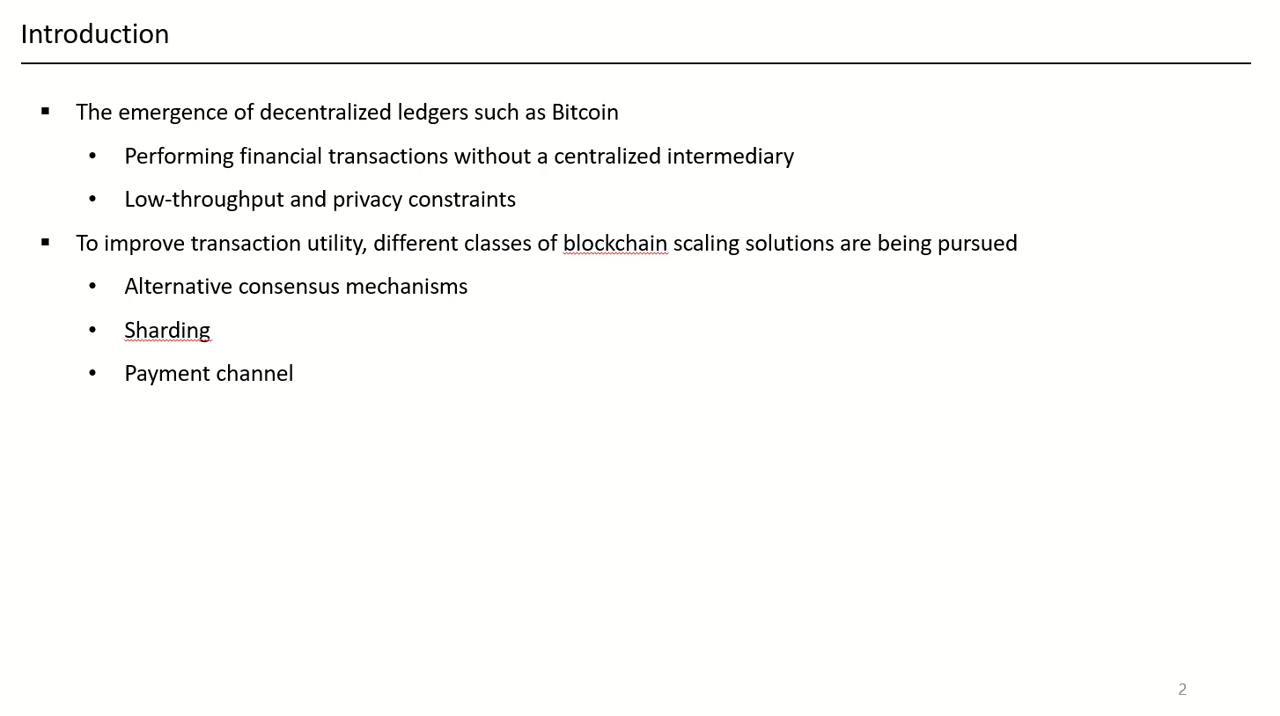 Introduction
▪ The emergence of decentralized ledgers such as Bitcoin
• Performing financial transactions without a centralized intermediary
• Low-throughput and privacy constraints
▪ To improve transaction utility, different classes of blockchain scaling solutions are being pursued
• Alternative consensus mechanisms
• Sharding
• Payment channel
2